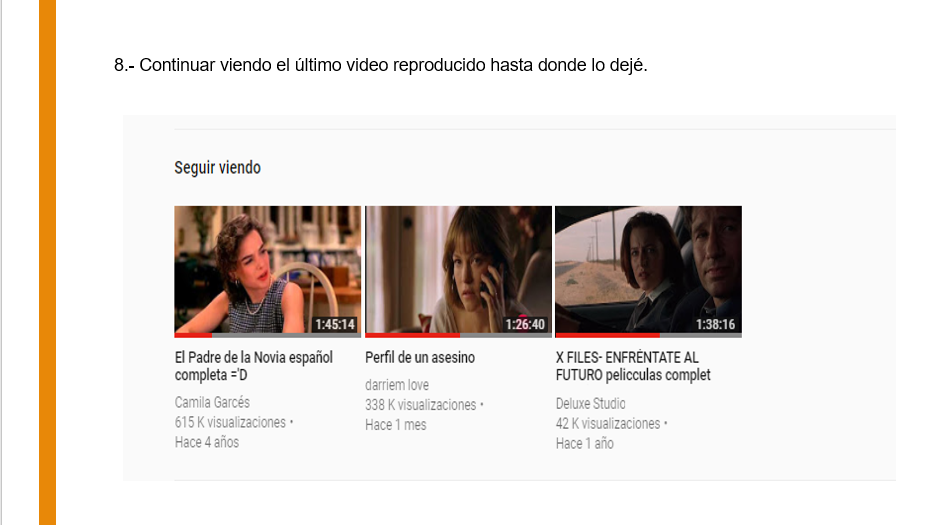 8.- Continuar viendo el último video reproducido hasta donde lo dejé.
Seguir viendo
1:45:14
1:26:40
1:38:16
El Padre de la Novia español
completa ='D
Camila Garcés
615 K visualizaciones •
Hace 4 años
Perfil de un asesino
darriem love
338 K visualizaciones •
Hace 1 mes
X FILES- ENFRÉNTATE AL
FUTURO pelicculas complet
Deluxe Studio
42 K visualizaciones •
Hace 1 año